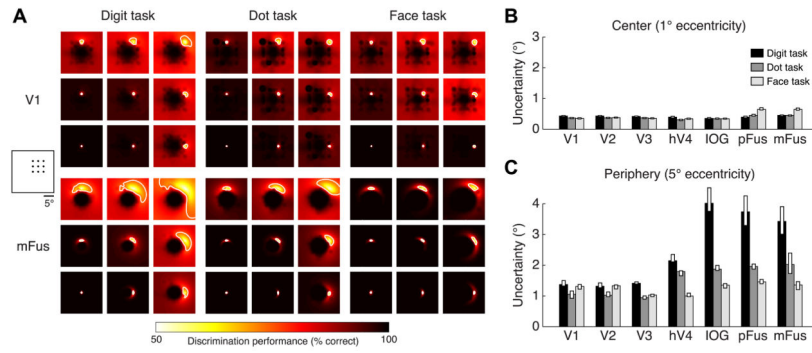 A
Digit task
Dot task
Face task
V1
5°
mFus
50
Discrimination performance (% correct)
100
B
Center (1° eccentricity)
Uncertainty (°)
3
2
1
0
Digit task
Dot task
Face task
V1 V2 V3 hV4 IOG pFus mFus
C
Periphery (5° eccentricity)
Uncertainty (°)
5
4
3
2
1
0
V1 V2 V3 hV4 IOG pFus mFus